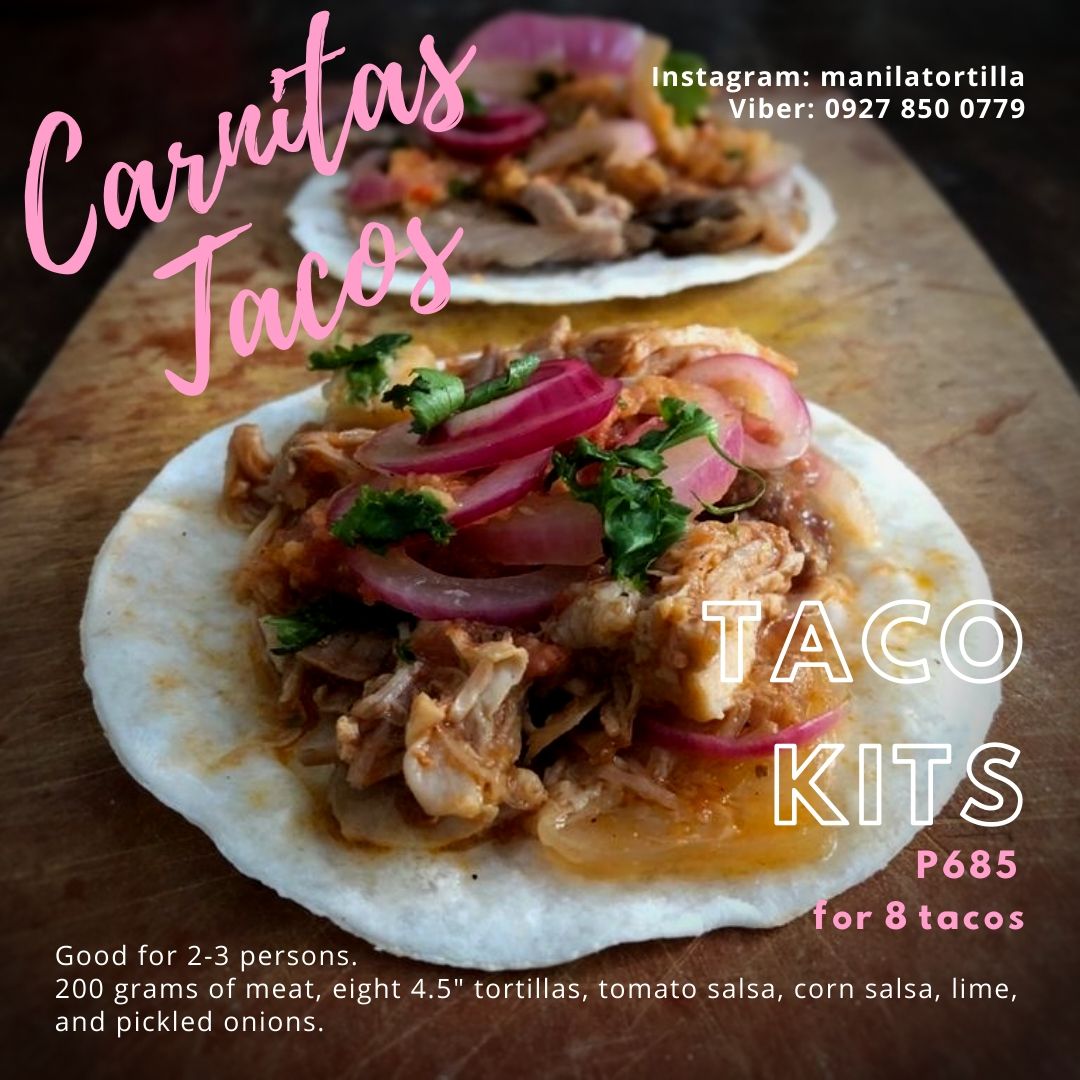 Carnitas
Tacos
Instagram: manilatortilla
Viber: 0927 850 0779
TACO
KITS
P685
for 8 tacos
Good for 2-3 persons.
200 grams of meat, eight 4.5" tortillas, tomato salsa, corn salsa, lime,
and pickled onions.